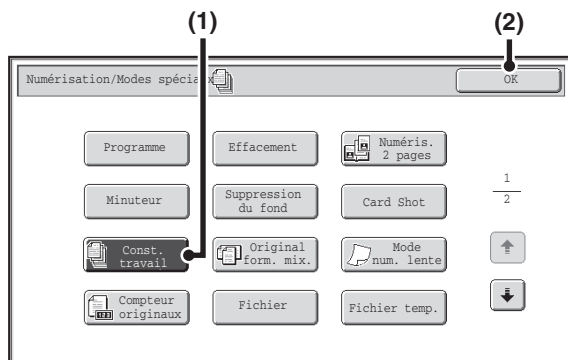 (1)
(2)
Numérisation/Modes spéciaux
OK
Programme
Effacement
Numéris.
2 pages
Minuteur
Suppression
du fond
Card Shot
1
2
Const.
travail
Original
form. mix.
Mode
num. lente
Compteur
originaux
Fichier
Fichier temp.